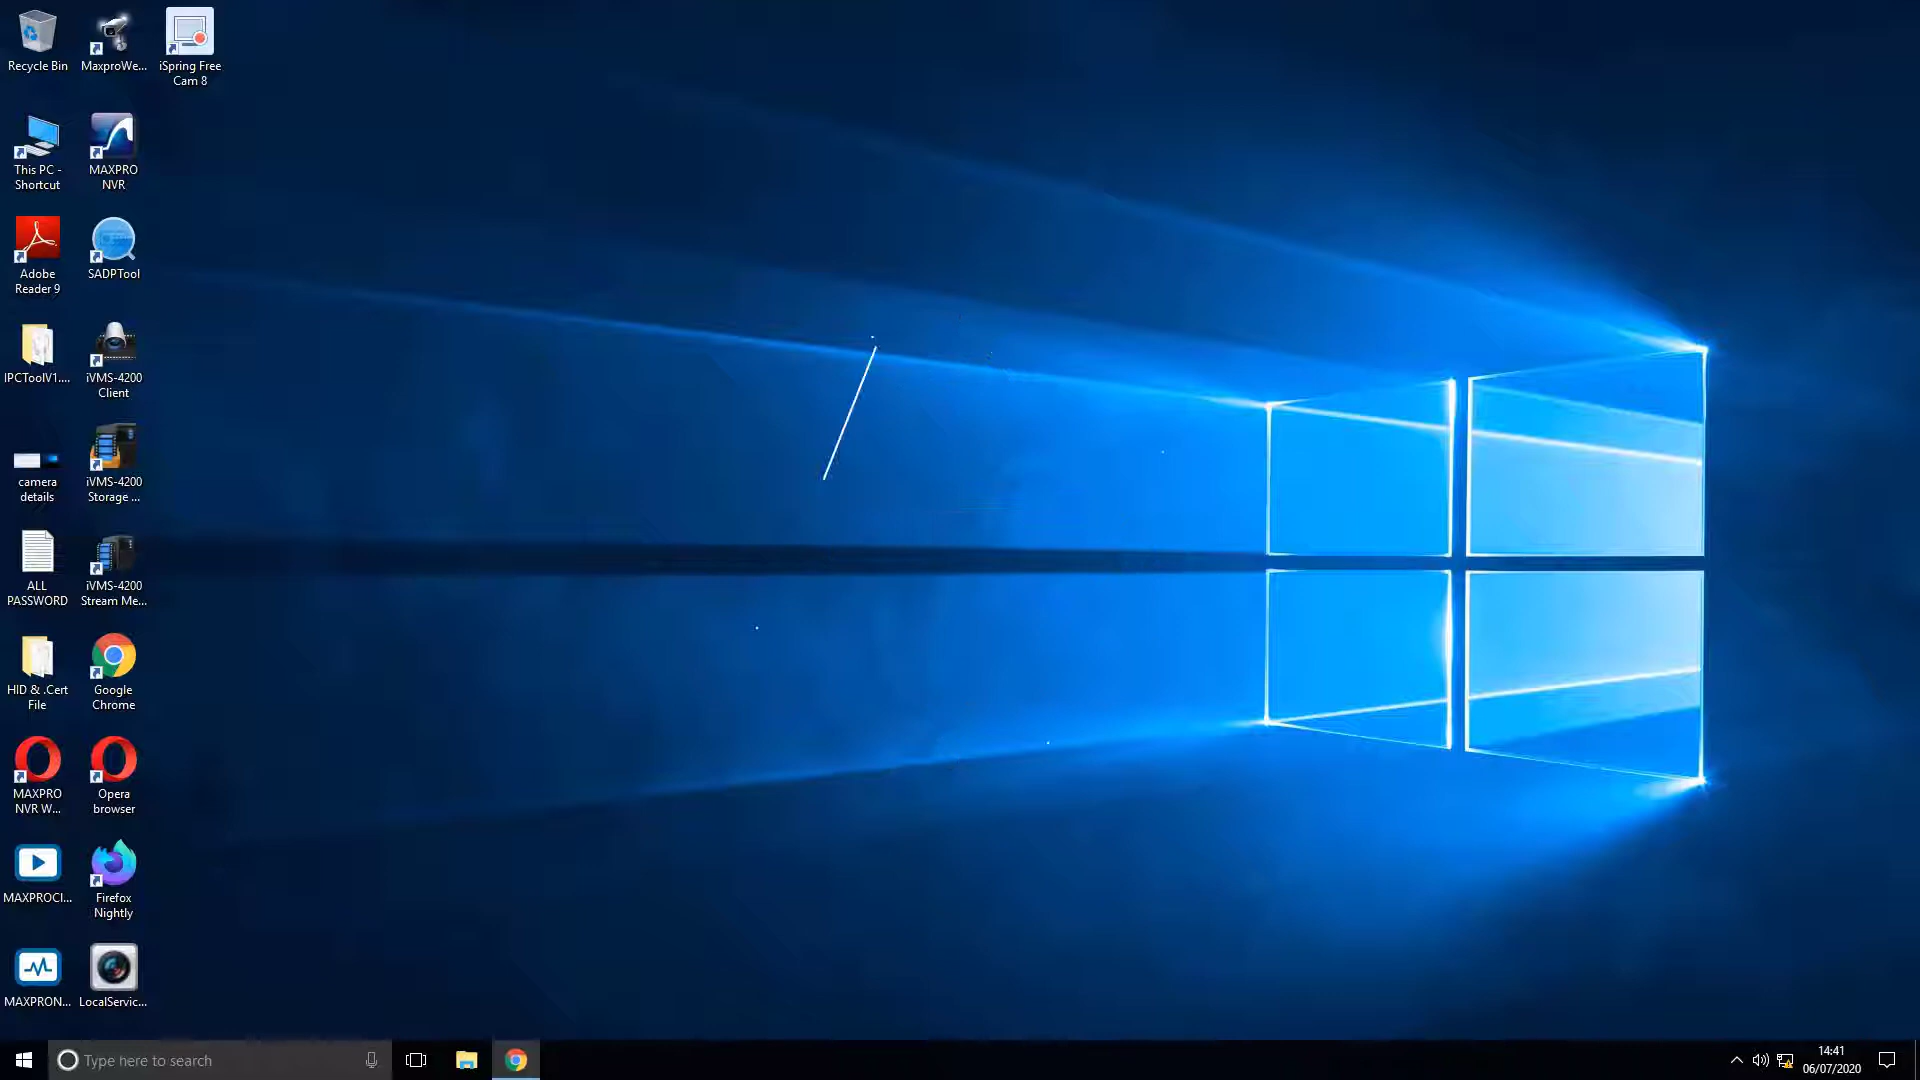 Recycle Bin
MaxproWe...
iSpring Free
Cam 8
This PC -
Shortcut
MAXPRO
NVR
Adobe
Reader 9
SADPTool
IPCToolV1....
iVMS-4200
Client
camera
details
iVMS-4200
Storage ...
ALL
PASSWORD
iVMS-4200
Stream Me...
HID & .Cert
File
Google
Chrome
MAXPRO
NVR W...
Opera
browser
MAXPROCl...
Firefox
Nightly
MAXPRON...
LocalServic...
Type here to search
14:41
06/07/2020